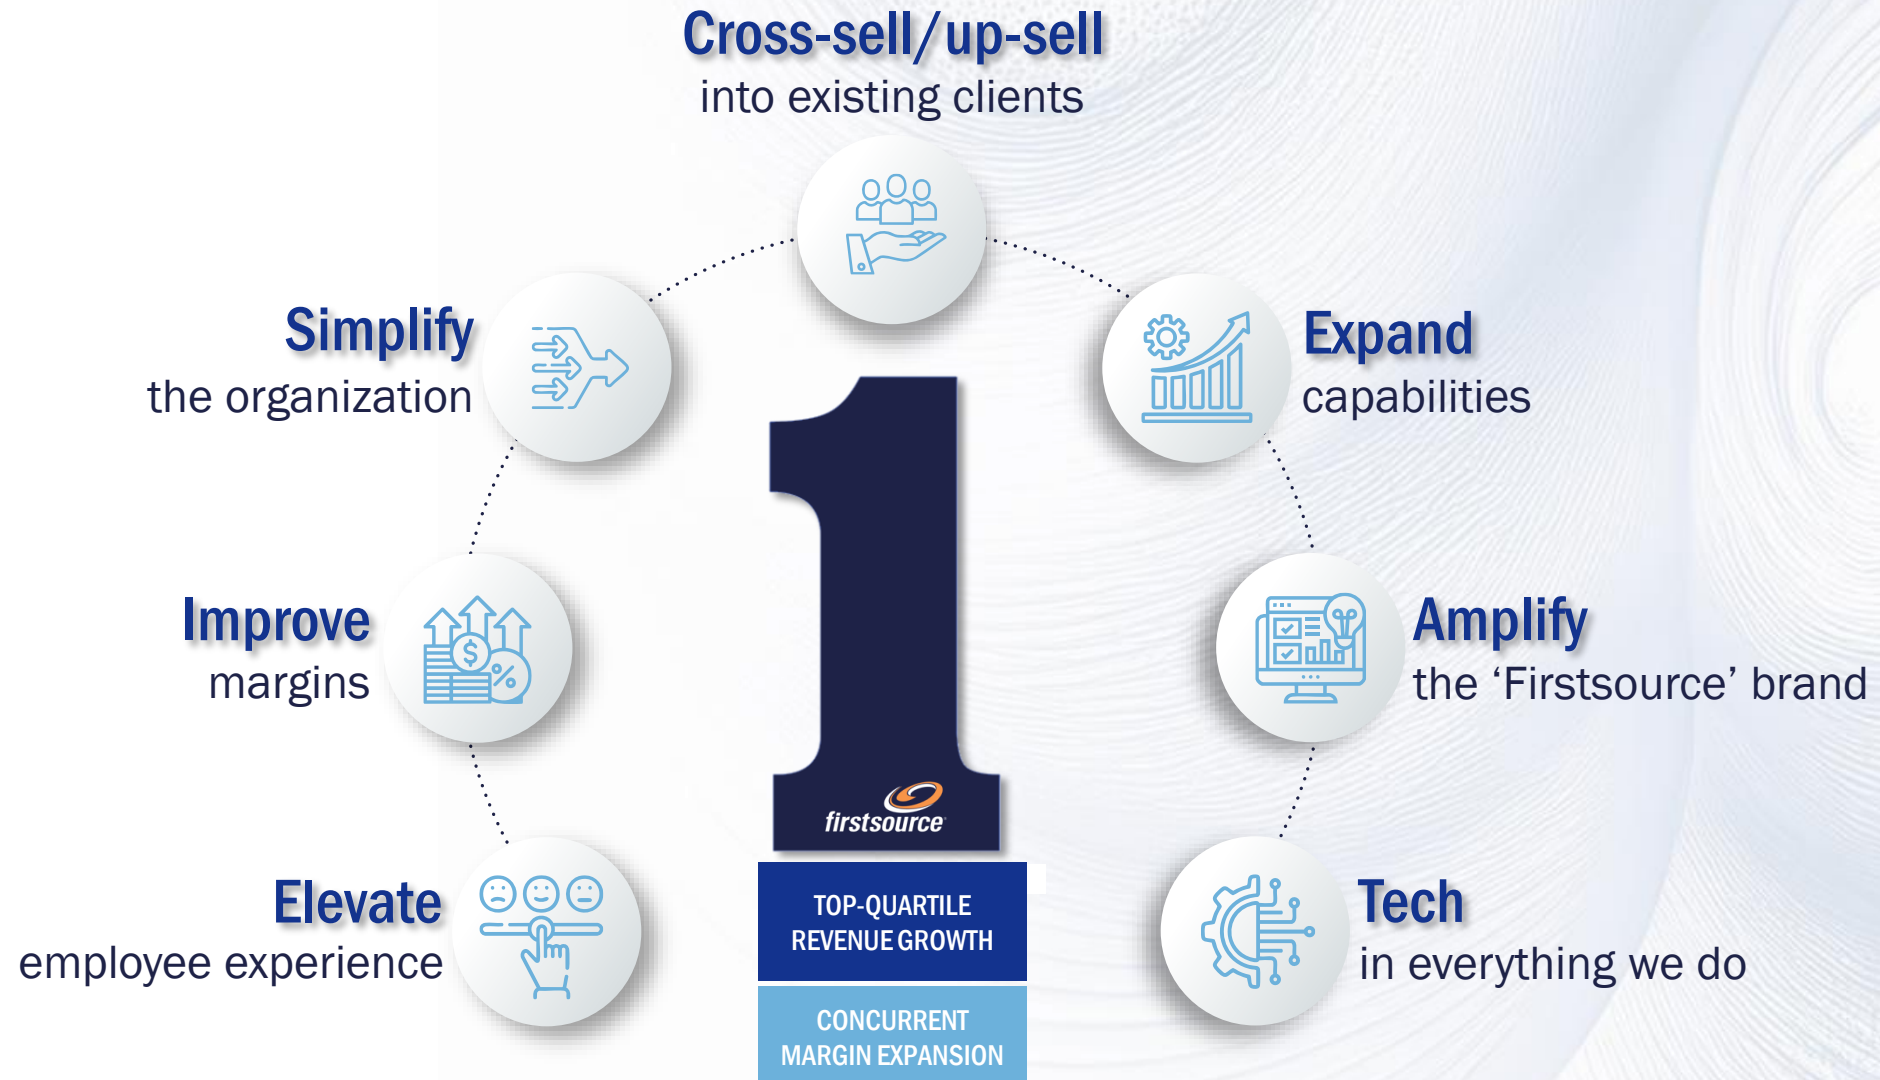 Cross-sell/up-sell
into existing clients
Simplify
the organization
Expand
capabilities
Improve
margins
Amplify
the ‘Firstsource’ brand
Elevate
employee experience
Tech
in everything we do
1
firstsource
TOP-QUARTILE
REVENUE GROWTH
CONCURRENT
MARGIN EXPANSION
$
%